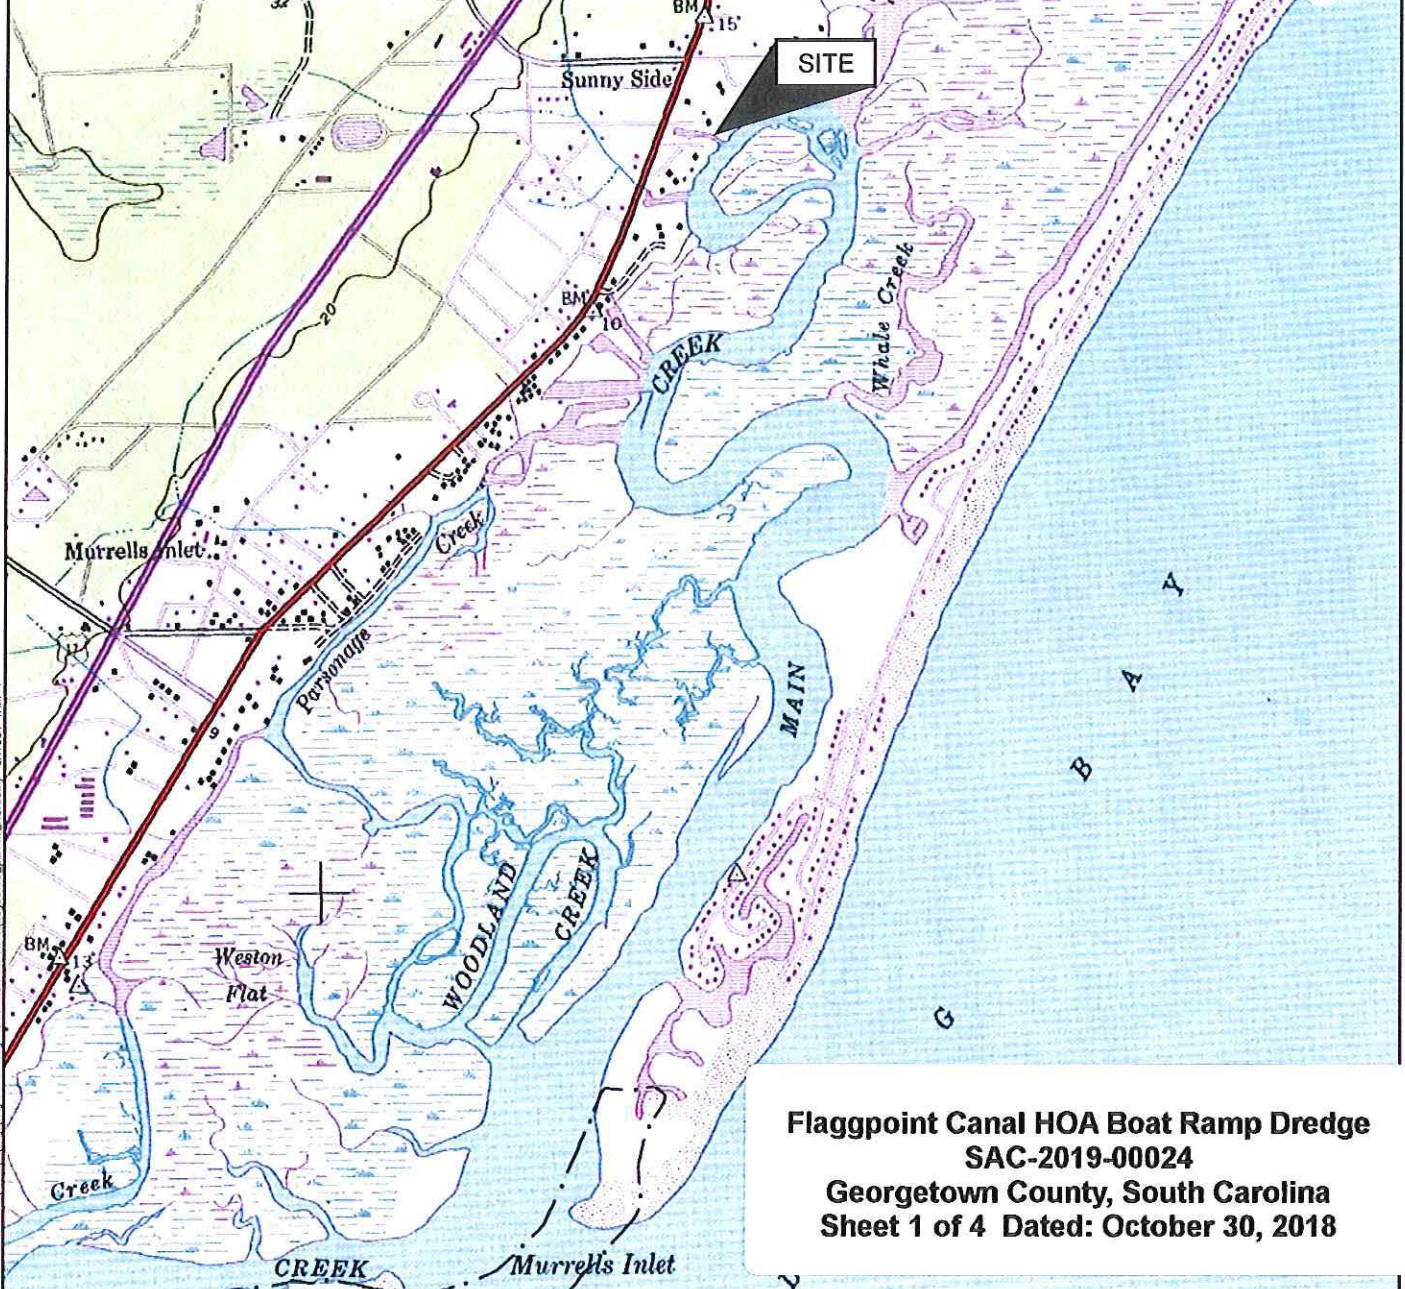 32
BM
15
SITE
Sunny Side
BM
10
20
CREEK
Whale Creek
Murrells Inlet
Creek
Parsonage
9
MAIN
B A Y
BM
13
Weston
Flat
WOODLAND
CREEK
G
Creek
CREEK
Murrells Inlet
Flaggpoint Canal HOA Boat Ramp Dredge
SAC-2019-00024
Georgetown County, South Carolina
Sheet 1 of 4 Dated: October 30, 2018